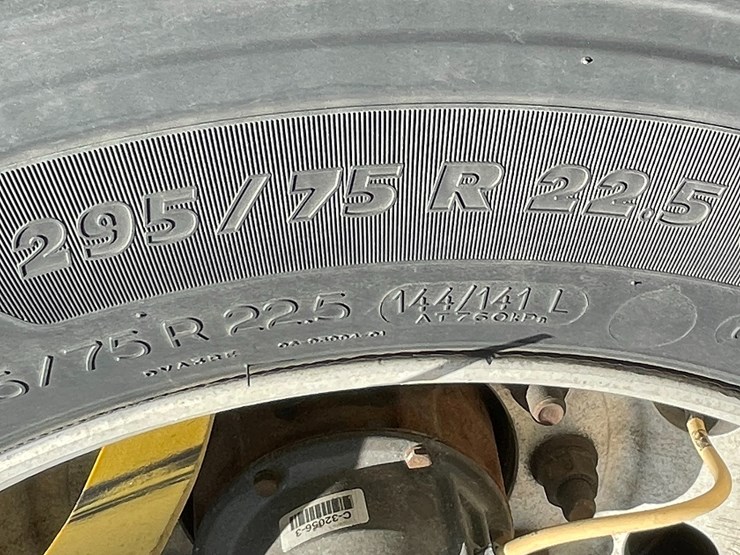 295/75 R 22.5
/75 R 22.5
144/141 L
AT 760kPa
C-32056-3